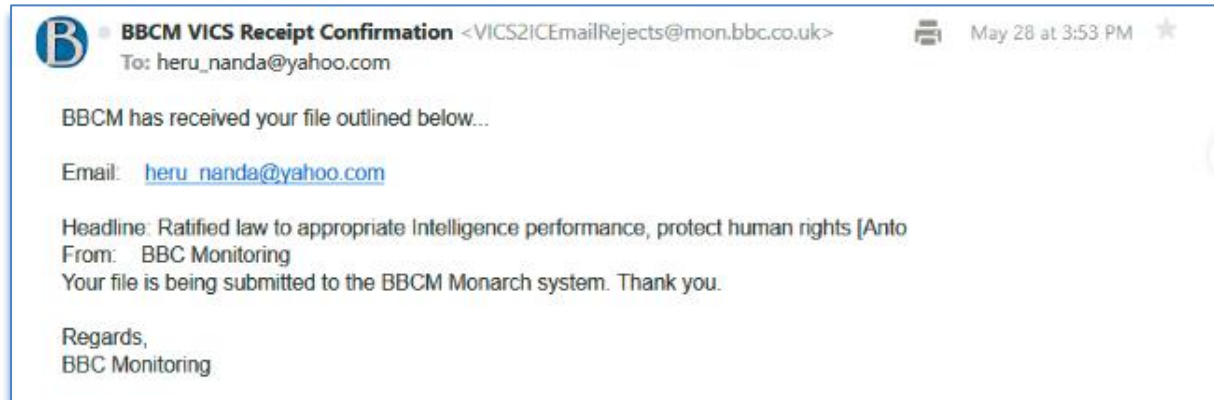 B
BBCM VICS Receipt Confirmation <VICS2ICEmailRejects@mon.bbc.co.uk> May 28 at 3:53 PM
To: heru_nanda@yahoo.com
BBCM has received your file outlined below...
Email: heru_nanda@yahoo.com
Headline: Ratified law to appropriate Intelligence performance, protect human rights [Anto
From: BBC Monitoring
Your file is being submitted to the BBCM Monarch system. Thank you.
Regards,
BBC Monitoring